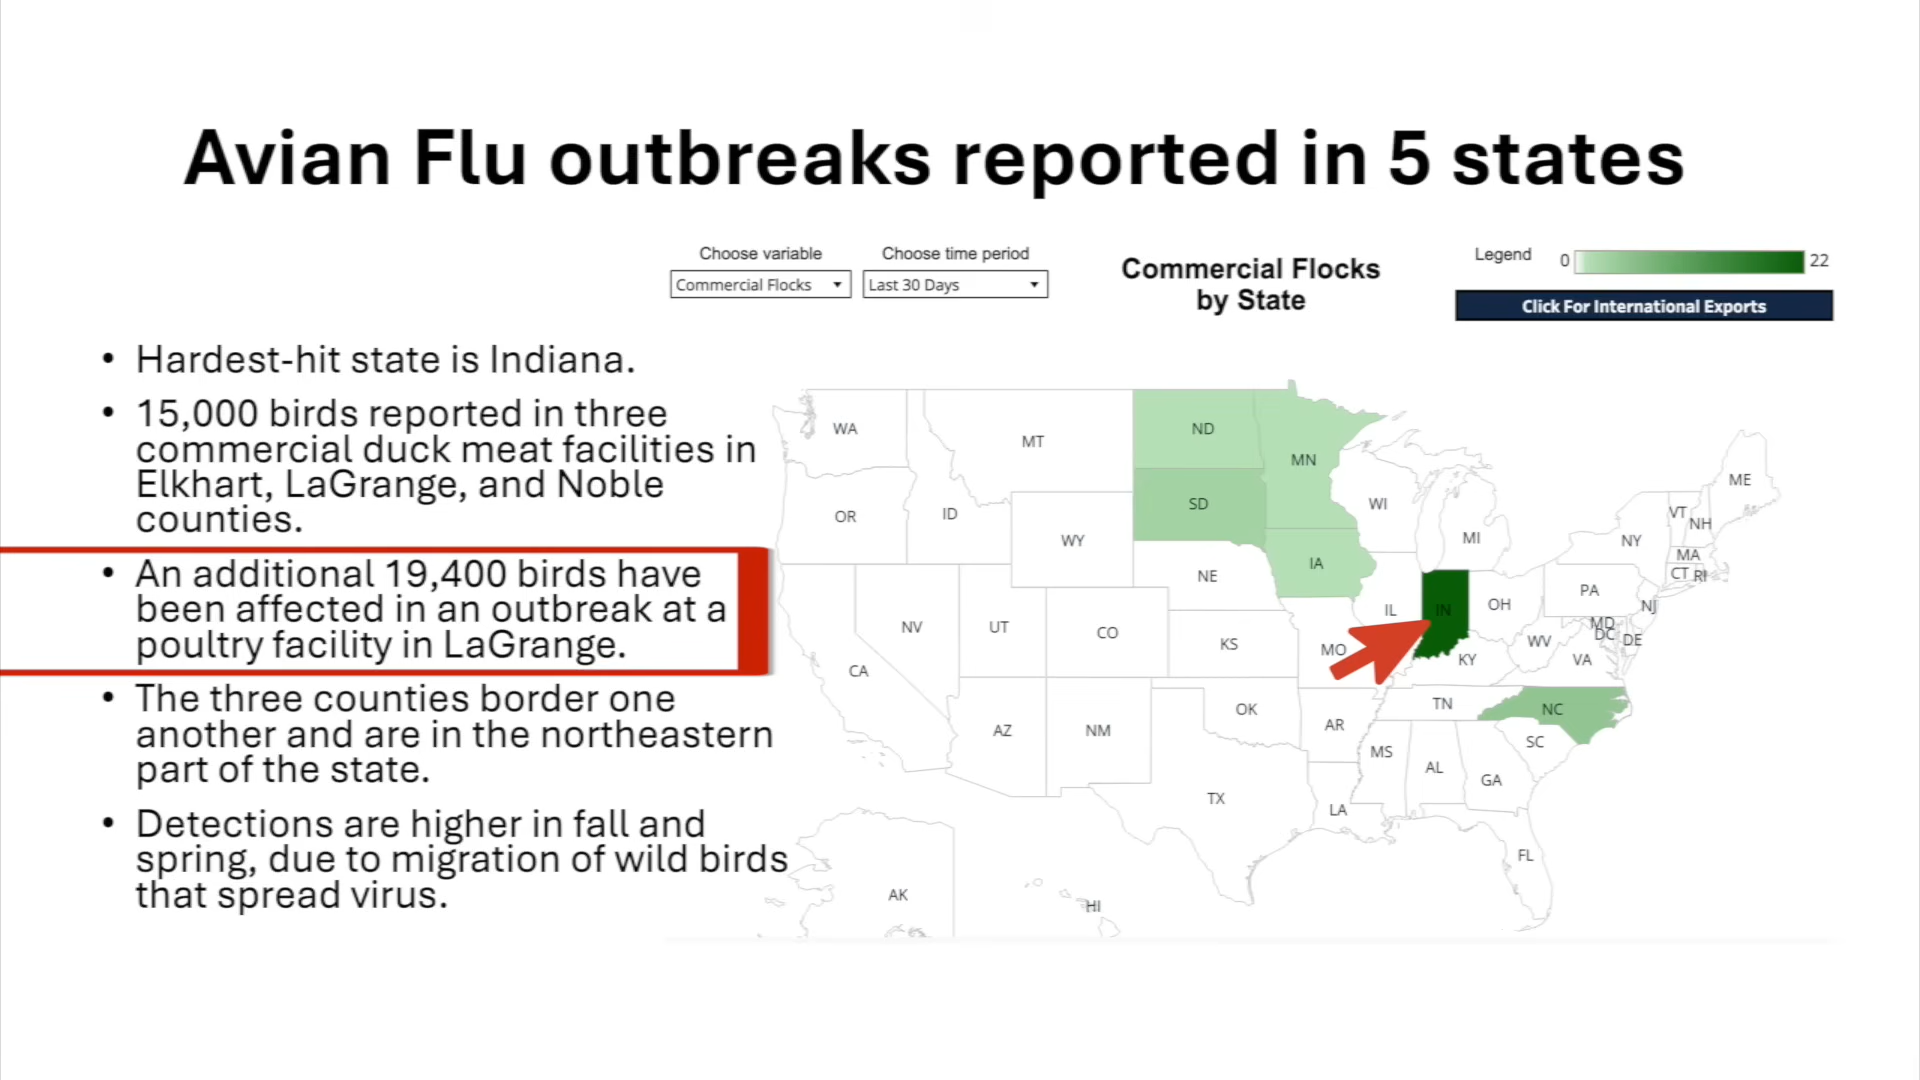 Avian Flu outbreaks reported in 5 states
Choose variable
Commercial Flocks
Choose time period
Last 30 Days
Commercial Flocks
by State
Legend
0
22
Click For International Exports
• Hardest-hit state is Indiana.
• 15,000 birds reported in three
commercial duck meat facilities in
Elkhart, LaGrange, and Noble
counties.
• An additional 19,400 birds have
been affected in an outbreak at a
poultry facility in LaGrange.
• The three counties border one
another and are in the northeastern
part of the state.
• Detections are higher in fall and
spring, due to migration of wild birds
that spread virus.
WA
MT
ND
MN
OR
ID
WY
SD
WI
MI
ME
VT
NH
NY
MA
CT
RI
NE
IA
IL
IN
OH
PA
NJ
MD
DC
DE
NV
UT
CO
KS
MO
WV
VA
KY
CA
AZ
NM
OK
AR
TN
NC
SC
MS
AL
GA
TX
LA
FL
AK
HI